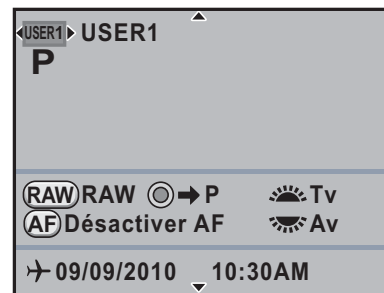 USER1 USER1
P
RAW RAW P Tv
AF Désactiver AF Av
09/09/2010 10:30AM